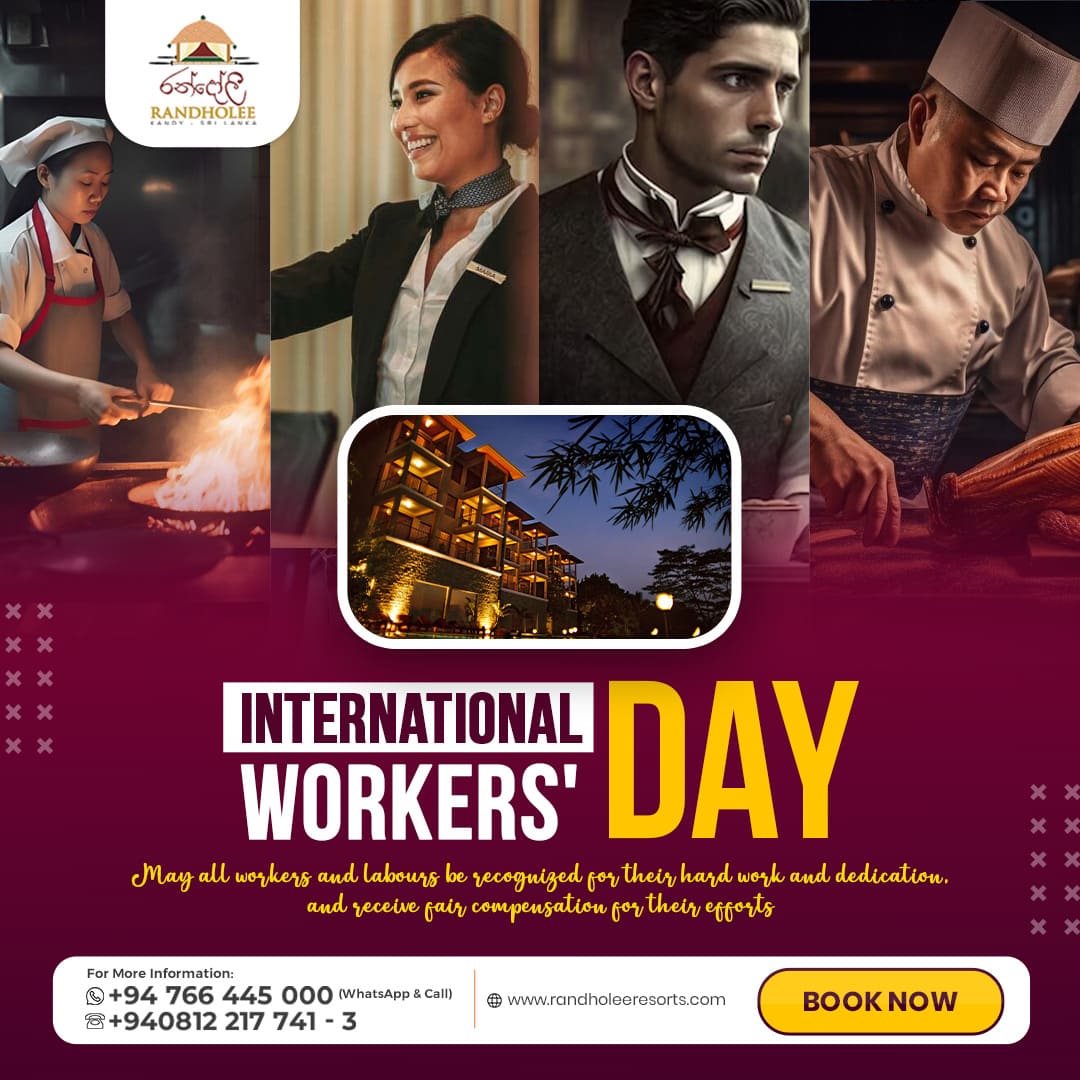 රන්දෝලී
RANDHOLEE
KANDY - SRI LANKA
MARIA
INTERNATIONAL
WORKERS'
DAY
May all workers and labours be recognized for their hard work and dedication,
and receive fair compensation for their efforts
For More Information:
+94 766 445 000 (WhatsApp & Call)
+940812 217 741 - 3
www.randholeeresorts.com
BOOK NOW